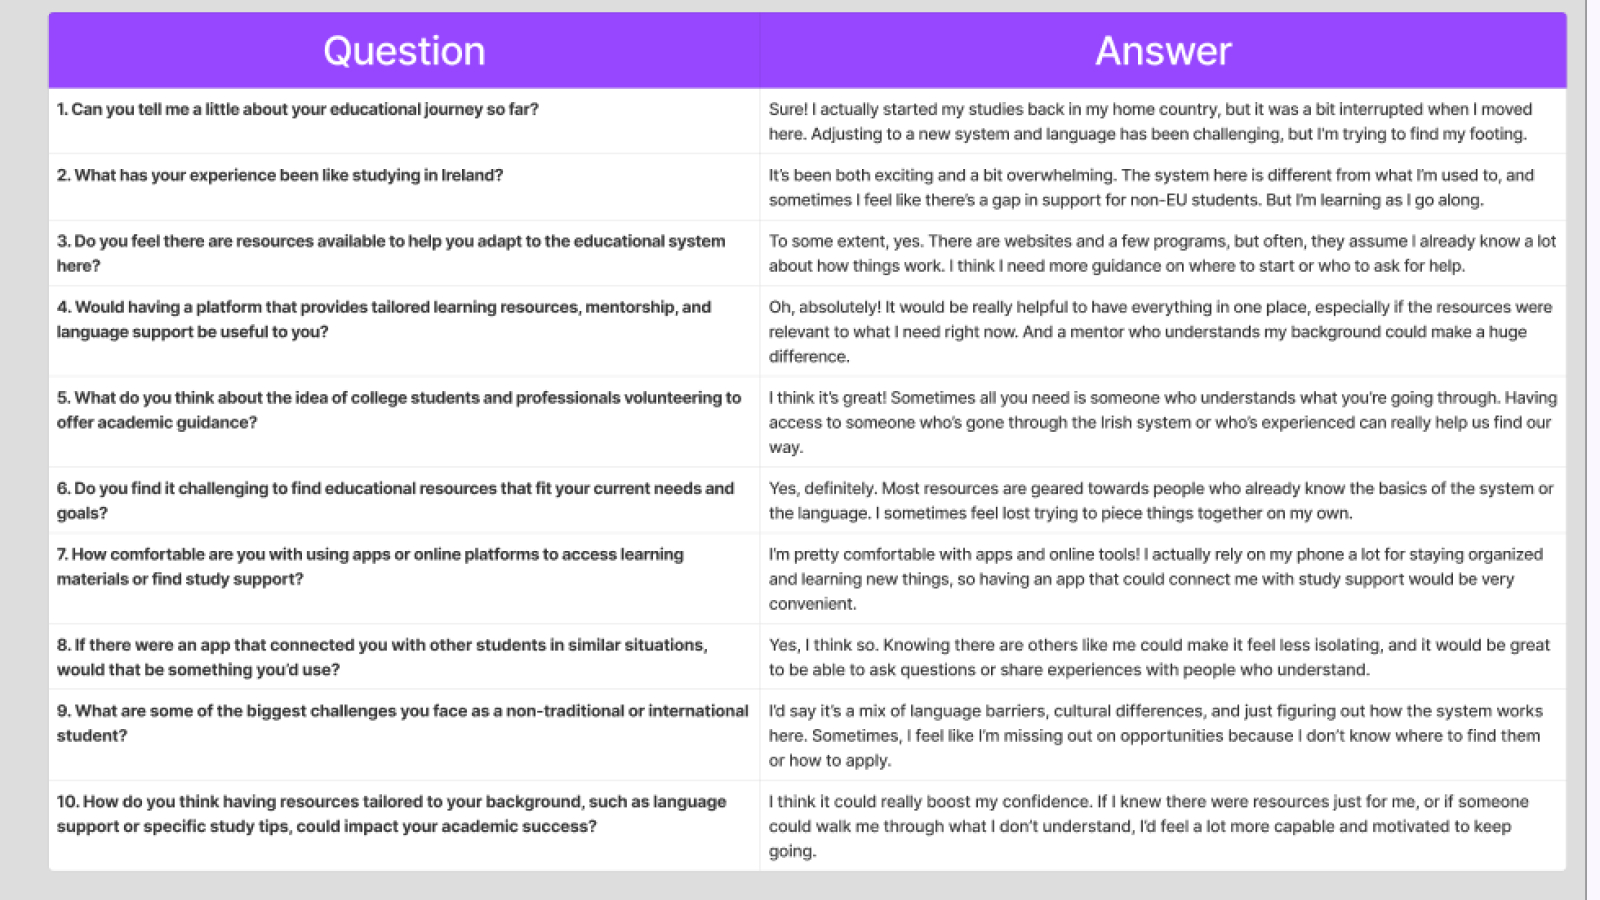 Question
Answer
1. Can you tell me a little about your educational journey so far?
Sure! I actually started my studies back in my home country, but it was a bit interrupted when I moved
here. Adjusting to a new system and language has been challenging, but I'm trying to find my footing.
2. What has your experience been like studying in Ireland?
It's been both exciting and a bit overwhelming. The system here is different from what I'm used to, and
sometimes I feel like there's a gap in support for non-EU students. But I'm learning as I go along.
3. Do you feel there are resources available to help you adapt to the educational system
here?
To some extent, yes. There are websites and a few programs, but often, they assume I already know a lot
about how things work. I think I need more guidance on where to start or who to ask for help.
4. Would having a platform that provides tailored learning resources, mentorship, and
language support be useful to you?
Oh, absolutely! It would be really helpful to have everything in one place, especially if the resources were
relevant to what I need right now. And a mentor who understands my background could make a huge
difference.
5. What do you think about the idea of college students and professionals volunteering to
offer academic guidance?
I think it's great! Sometimes all you need is someone who understands what you're going through. Having
access to someone who's gone through the Irish system or who's experienced can really help us find our
way.
6. Do you find it challenging to find educational resources that fit your current needs and
goals?
Yes, definitely. Most resources are geared towards people who already know the basics of the system or
the language. I sometimes feel lost trying to piece things together on my own.
7. How comfortable are you with using apps or online platforms to access learning
materials or find study support?
I'm pretty comfortable with apps and online tools! I actually rely on my phone a lot for staying organized
and learning new things, so having an app that could connect me with study support would be very
convenient.
8. If there were an app that connected you with other students in similar situations,
would that be something you'd use?
Yes, I think so. Knowing there are others like me could make it feel less isolating, and it would be great
to be able to ask questions or share experiences with people who understand.
9. What are some of the biggest challenges you face as a non-traditional or international
student?
I'd say it's a mix of language barriers, cultural differences, and just figuring out how the system works
here. Sometimes, I feel like I'm missing out on opportunities because I don't know where to find them
or how to apply.
10. How do you think having resources tailored to your background, such as language
support or specific study tips, could impact your academic success?
I think it could really boost my confidence. If I knew there were resources just for me, or if someone
could walk me through what I don't understand, I'd feel a lot more capable and motivated to keep
going.